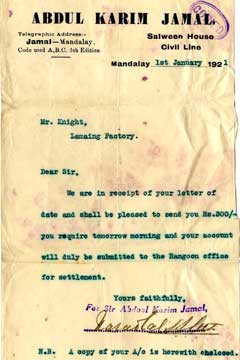 ABDUL KARIM JAMAL.
Telegraphic Address:-
Jamal—Mandalay.
Code used A,B,C, 5th Edition
Salween House
Civil Line
Mandalay 1st January 1921
Mr. Knight,
Lamaing Factory.
Dear Sir,
We are in receipt of your letter of
date and shall be pleased to send you Rs.300/-
you require tomorrow morning and your account
will duly be submitted to the Rangoon office
for settlement.
Yours faithfully,
For Sir Abdool Karim Jamal,
N.B. A copy of your A/c is herewith enclosed.